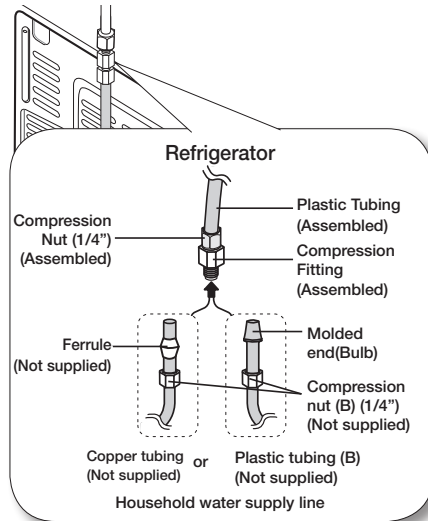 Refrigerator
Compression
Nut (1/4”)
(Assembled)
Plastic Tubing
(Assembled)
Compression
Fitting
(Assembled)
Ferrule
(Not supplied)
Molded
end(Bulb)
Compression
nut (B) (1/4”)
(Not supplied)
Copper tubing
(Not supplied)
or
Plastic tubing (B)
(Not supplied)
Household water supply line